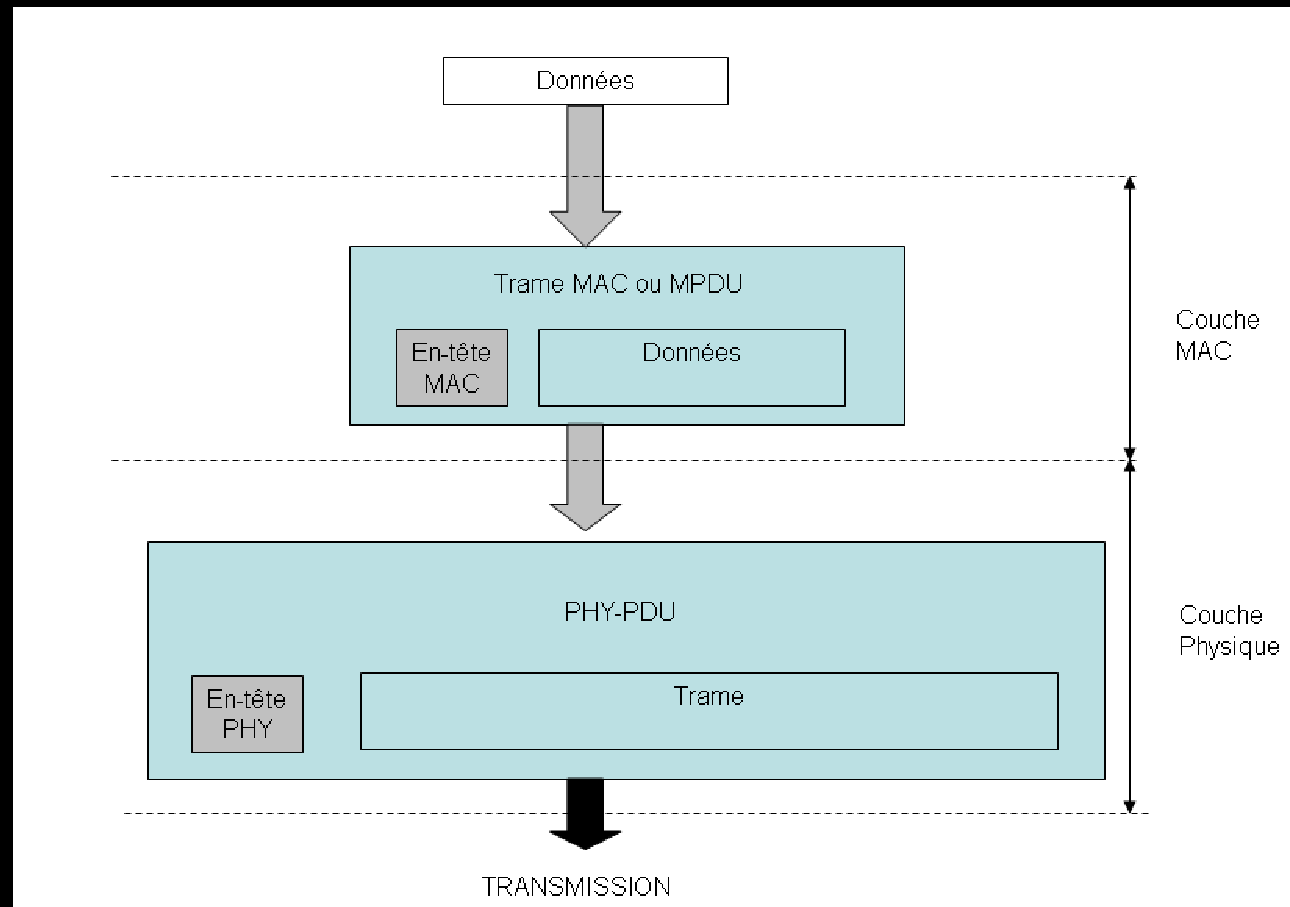 Données
Trame MAC ou MPDU
En-tête
MAC
Données
Couche
MAC
PHY-PDU
En-tête
PHY
Trame
Couche
Physique
TRANSMISSION